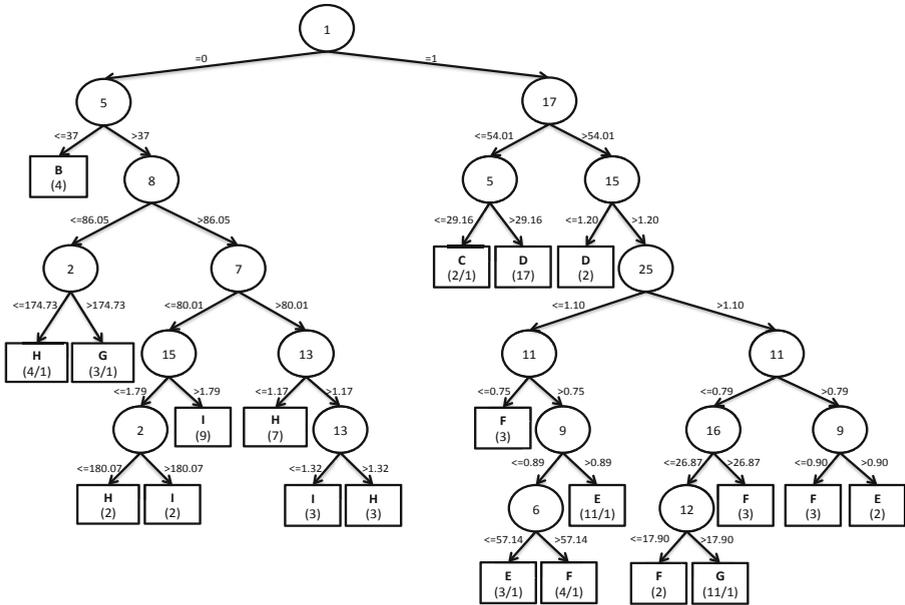 1
=0 =1
5 17
<=37 >37 <=54.01 >54.01
B
(4)
8 5 15
<=86.05 >86.05 <=29.16 >29.16 <=1.20 >1.20
C D D
(2/1) (17) (2)
2 7 25
<=174.73 >174.73 <=80.01 >80.01 <=1.10 >1.10
H G
(4/1) (3/1)
15 13 11 11
<=1.79 >1.79 <=1.17 >1.17 <=0.75 >0.75 <=0.79 >0.79
I H F
(9) (7) (3)
2 13 9 16 9
<=180.07 >180.07 <=1.32 >1.32 <=0.89 >0.89 <=26.87 >26.87 <=0.90 >0.90
H I I H E F F E
(2) (2) (3) (3) (11/1) (3) (3) (2)
6 12
<=57.14 >57.14 <=17.90 >17.90
E F F G
(3/1) (4/1) (2) (11/1)